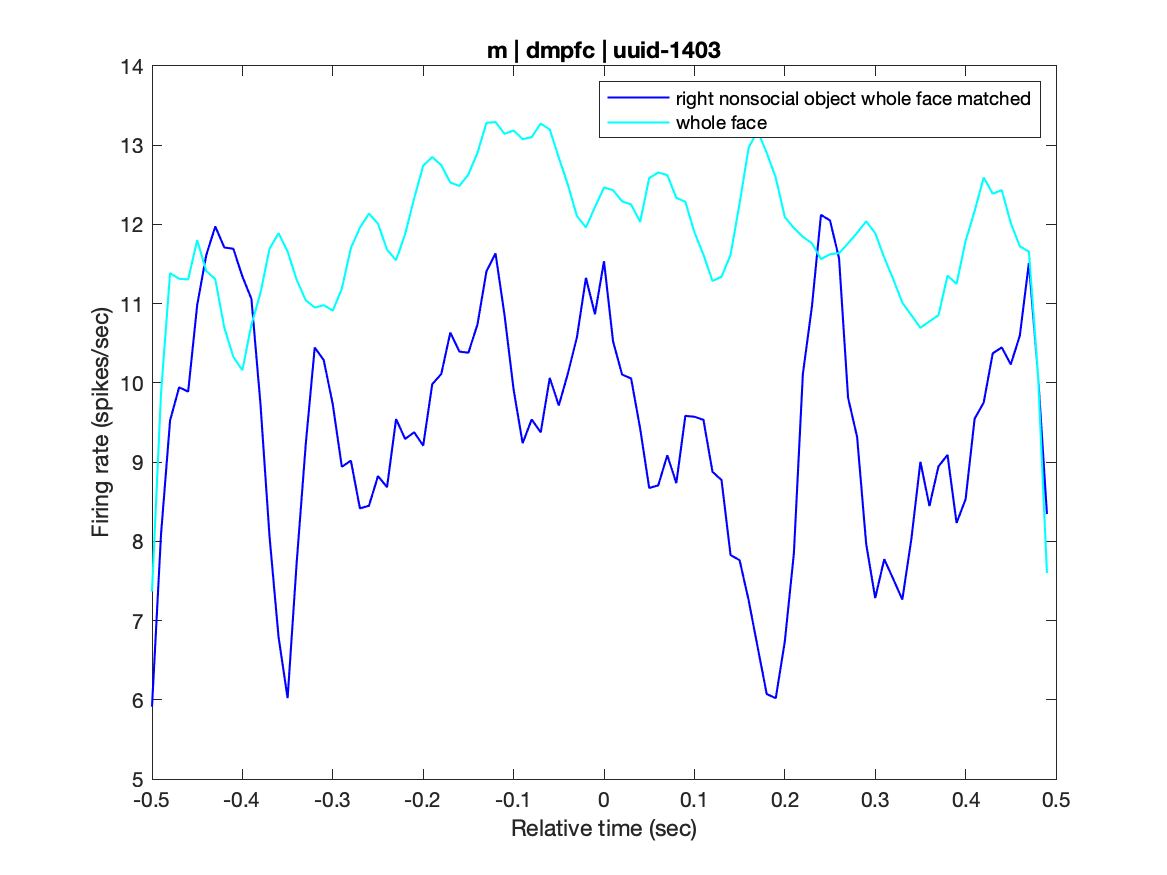 m | dmpfc | uuid-1403
14
13
12
11
10
9
8
7
6
5
Firing rate (spikes/sec)
right nonsocial object whole face matched
whole face
-0.5 -0.4 -0.3 -0.2 -0.1 0 0.1 0.2 0.3 0.4 0.5
Relative time (sec)